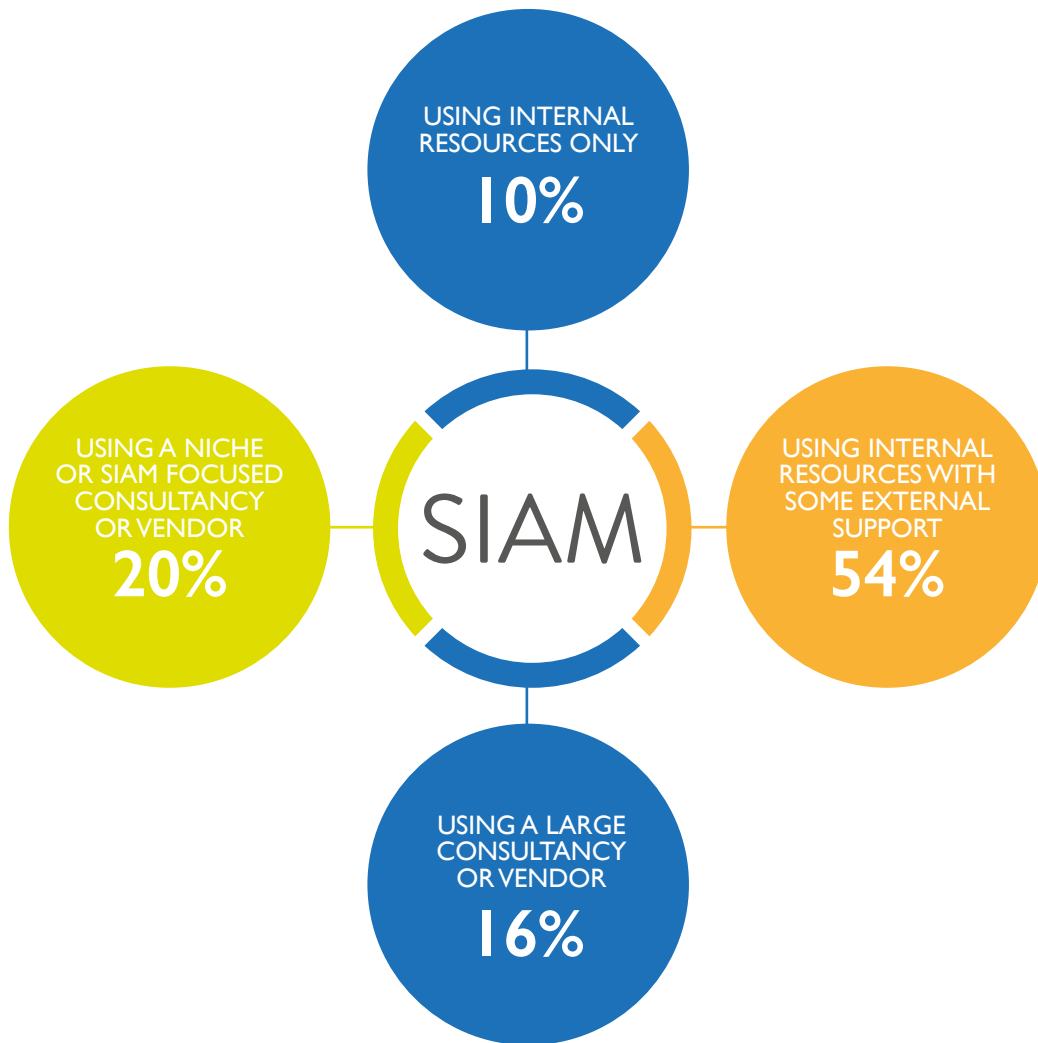 USING INTERNAL
RESOURCES ONLY
10%
USING A NICHE
OR SIAM FOCUSED
CONSULTANCY
OR VENDOR
20%
SIAM
USING INTERNAL
RESOURCES WITH
SOME EXTERNAL
SUPPORT
54%
USING A LARGE
CONSULTANCY
OR VENDOR
16%